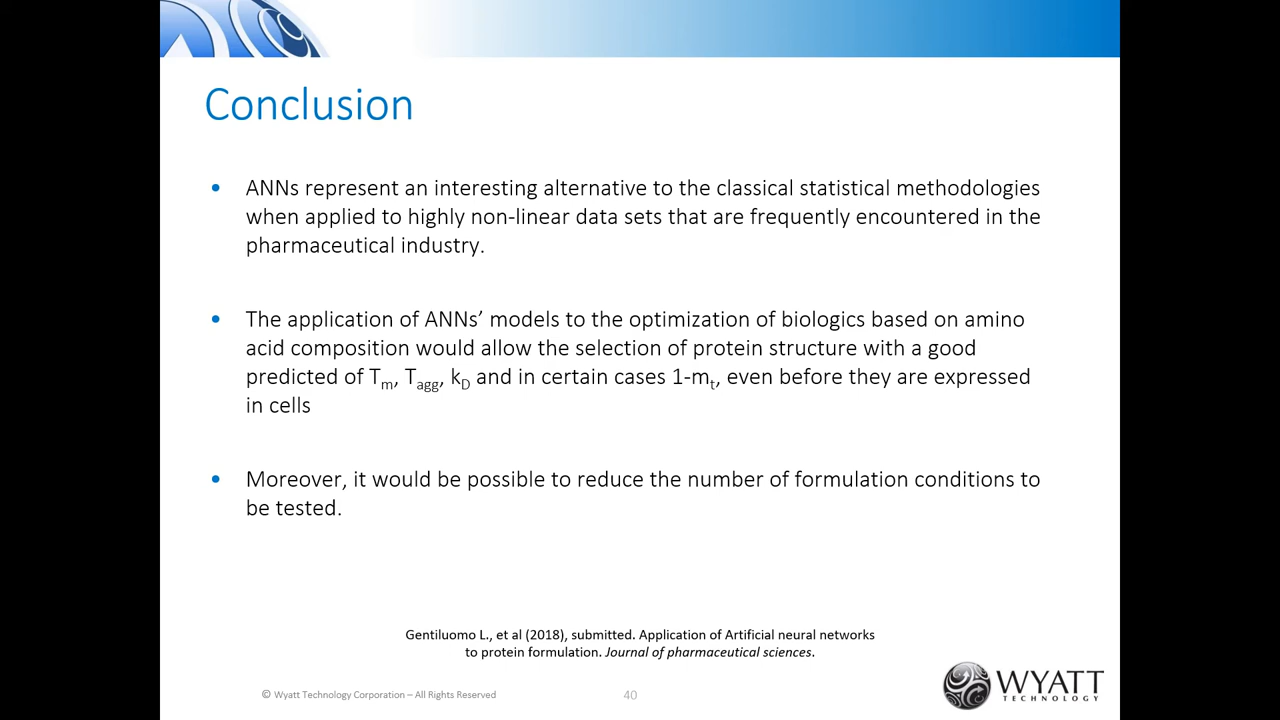 Conclusion
• ANNs represent an interesting alternative to the classical statistical methodologies
when applied to highly non-linear data sets that are frequently encountered in the
pharmaceutical industry.
• The application of ANNs’ models to the optimization of biologics based on amino
acid composition would allow the selection of protein structure with a good
predicted of Tm, Tagg, kD and in certain cases 1-mt, even before they are expressed
in cells
• Moreover, it would be possible to reduce the number of formulation conditions to
be tested.
Gentiluomo L., et al (2018), submitted. Application of Artificial neural networks
to protein formulation. Journal of pharmaceutical sciences.
© Wyatt Technology Corporation – All Rights Reserved
40
WYATT
TECHNOLOGY